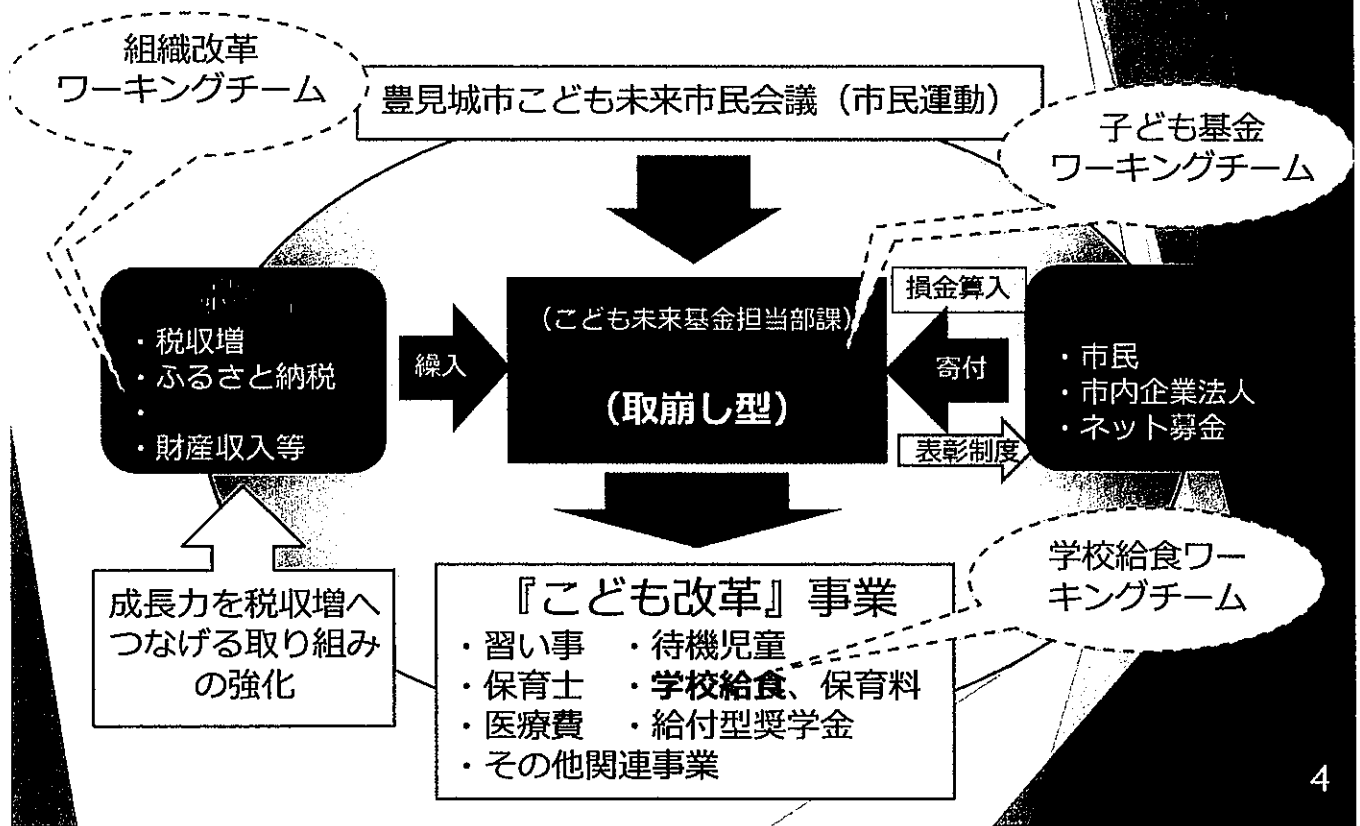 組織改革
ワーキングチーム
豊見城市こども未来市民会議（市民運動）
子ども基金
ワーキングチーム
・税収増
・ふるさと納税
・
・財産収入等
繰入
（こども未来基金担当部課）
（取崩し型）
損金算入
寄付
表彰制度
・市民
・市内企業法人
・ネット募金
成長力を税収増へ
つなげる取り組み
の強化
『こども改革』事業
・習い事　・待機児童
・保育士　・学校給食、保育料
・医療費　・給付型奨学金
・その他関連事業
学校給食ワー
キングチーム
4